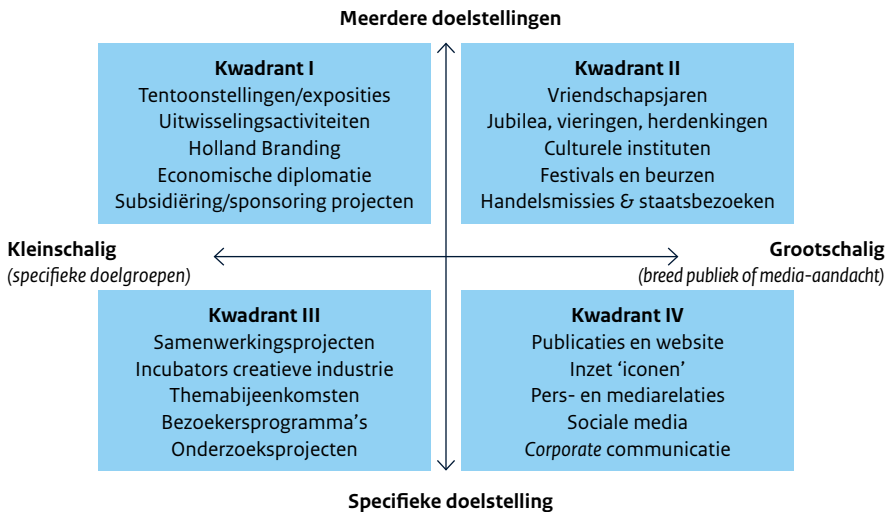 Meerdere doelstellingen
Kwadrant I
Tentoonstellingen/exposities
Uitwisselingsactiviteiten
Holland Branding
Economische diplomatie
Subsidiëring/sponsoring projecten
Kwadrant II
Vriendschapsjaren
Jubilea, vieringen, herdenkingen
Culturele instituten
Festivals en beurzen
Handelsmissies & staatsbezoeken
Kleinschalig
(specifieke doelgroepen)
Grootschalig
(breed publiek of media-aandacht)
Kwadrant III
Samenwerkingsprojecten
Incubators creatieve industrie
Themabijeenkomsten
Bezoekersprogramma’s
Onderzoeksprojecten
Kwadrant IV
Publicaties en website
Inzet ‘iconen’
Pers- en mediarelaties
Sociale media
Corporate communicatie
Specifieke doelstelling